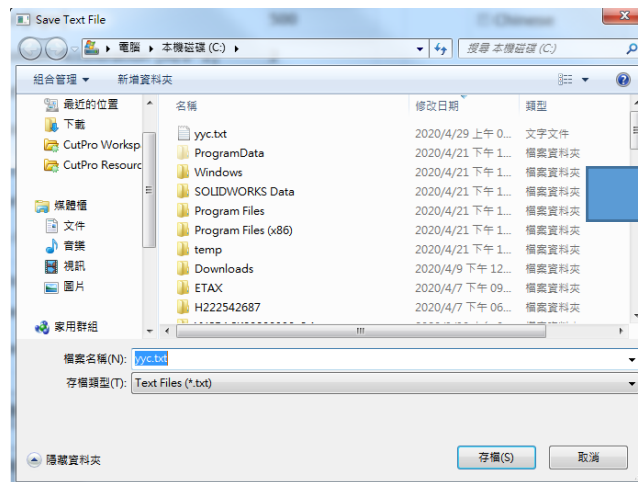 Save Text File
500
Chinese
電腦 本機磁碟 (C:)
搜尋 本機磁碟 (C:)
組合管理 新增資料夾
最近的位置
下載
CutPro Worksp
CutPro Resourc
媒體櫃
文件
音樂
視訊
圖片
家用群組
名稱 修改日期 類型
yyc.txt 2020/4/29 上午 0... 文字文件
ProgramData 2020/4/21 下午 1... 檔案資料夾
Windows 2020/4/21 下午 1... 檔案資料夾
SOLIDWORKS Data 2020/4/21 下午 1... 檔案資料夾
Program Files 2020/4/21 下午 1... 檔案資料夾
Program Files (x86) 2020/4/21 下午 1... 檔案資料夾
temp 2020/4/21 下午 1... 檔案資料夾
Downloads 2020/4/9 下午 12... 檔案資料夾
ETAX 2020/4/7 下午 09... 檔案資料夾
H222542687 2020/4/7 下午 06... 檔案資料夾
檔案名稱(N): yyc.txt
存檔類型(T): Text Files (*.txt)
隱藏資料夾
存檔(S) 取消